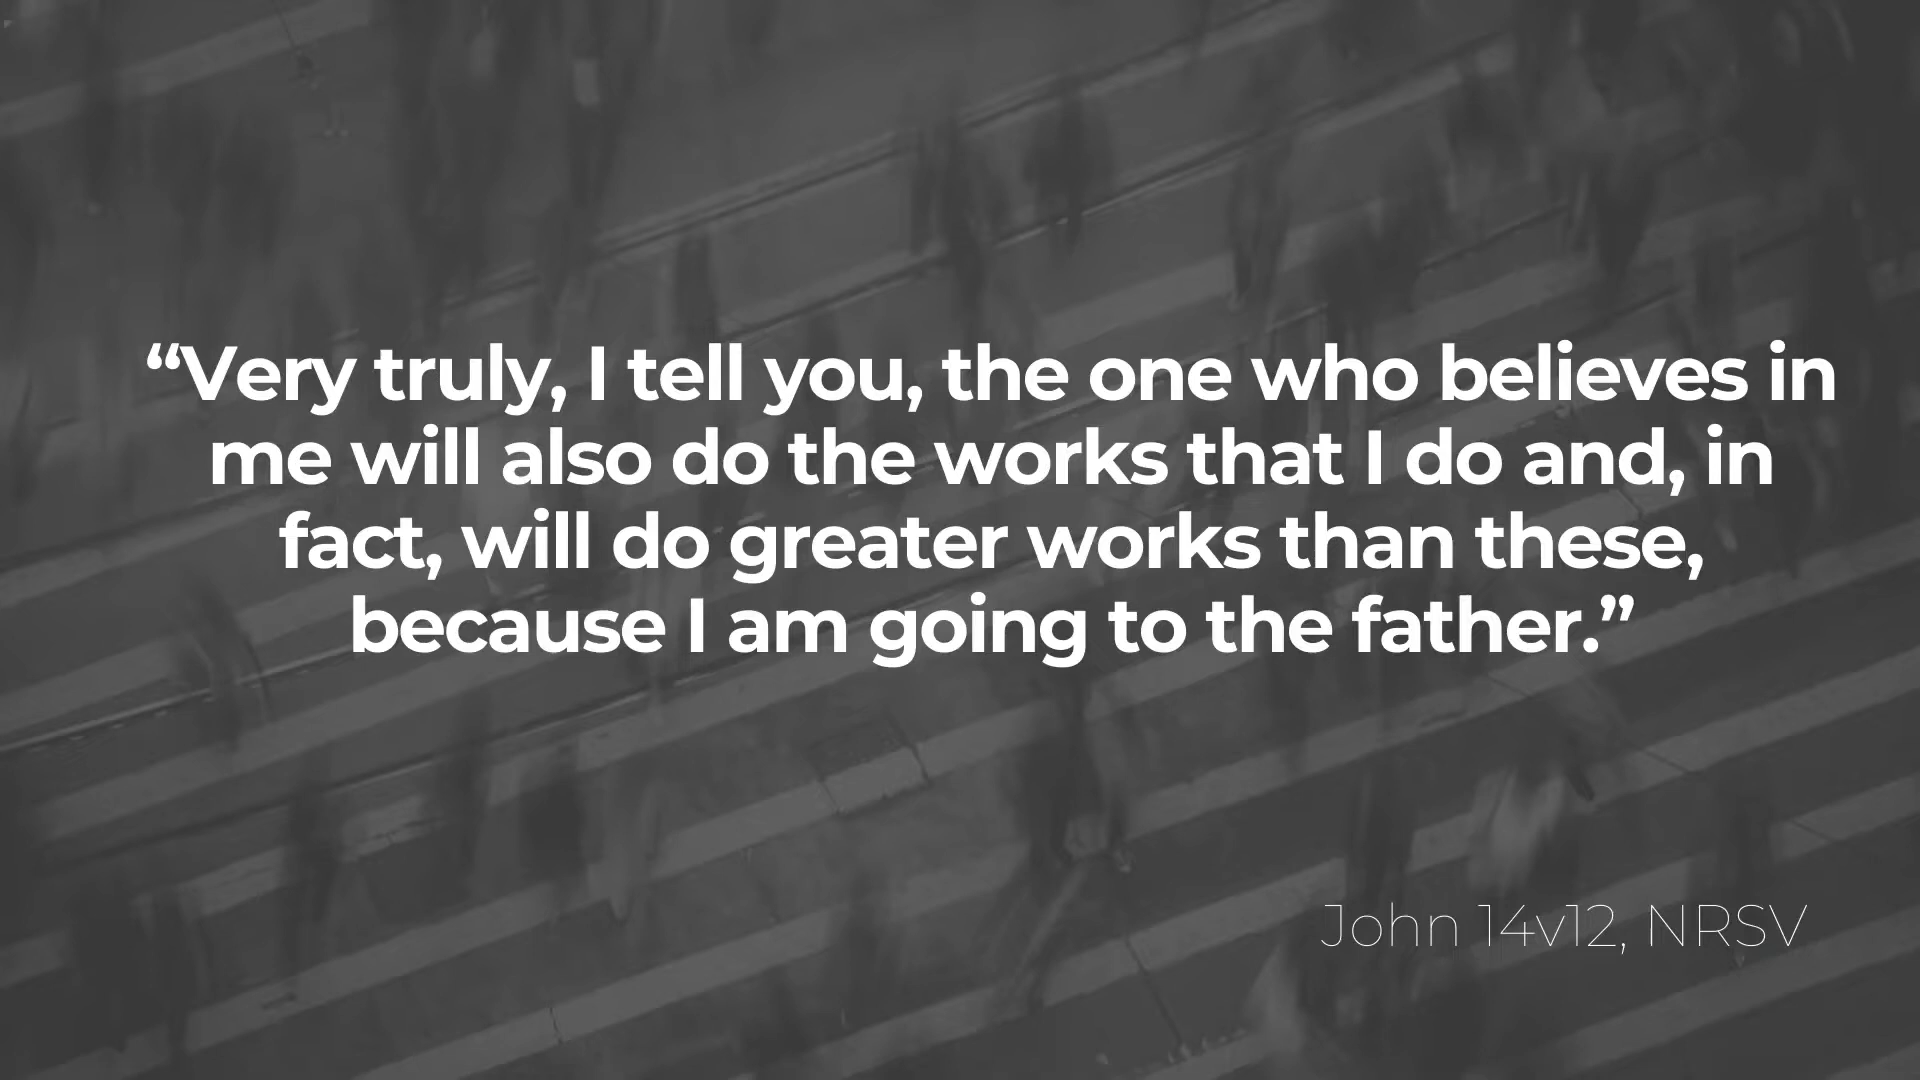 “Very truly, I tell you, the one who believes in
me will also do the works that I do and, in
fact, will do greater works than these,
because I am going to the father.”
John 14v12, NRSV